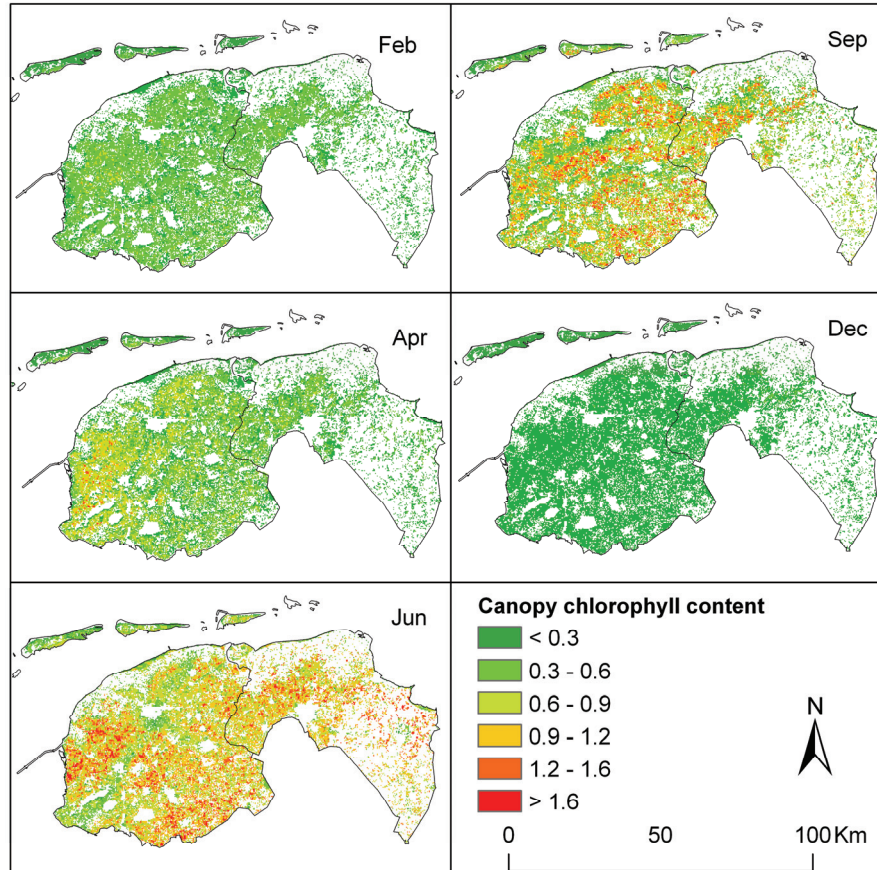 Feb
Sep
Apr
Dec
Jun
Canopy chlorophyll content
< 0.3
0.3 - 0.6
0.6 - 0.9
0.9 - 1.2
1.2 - 1.6
> 1.6
N
0 50 100 Km